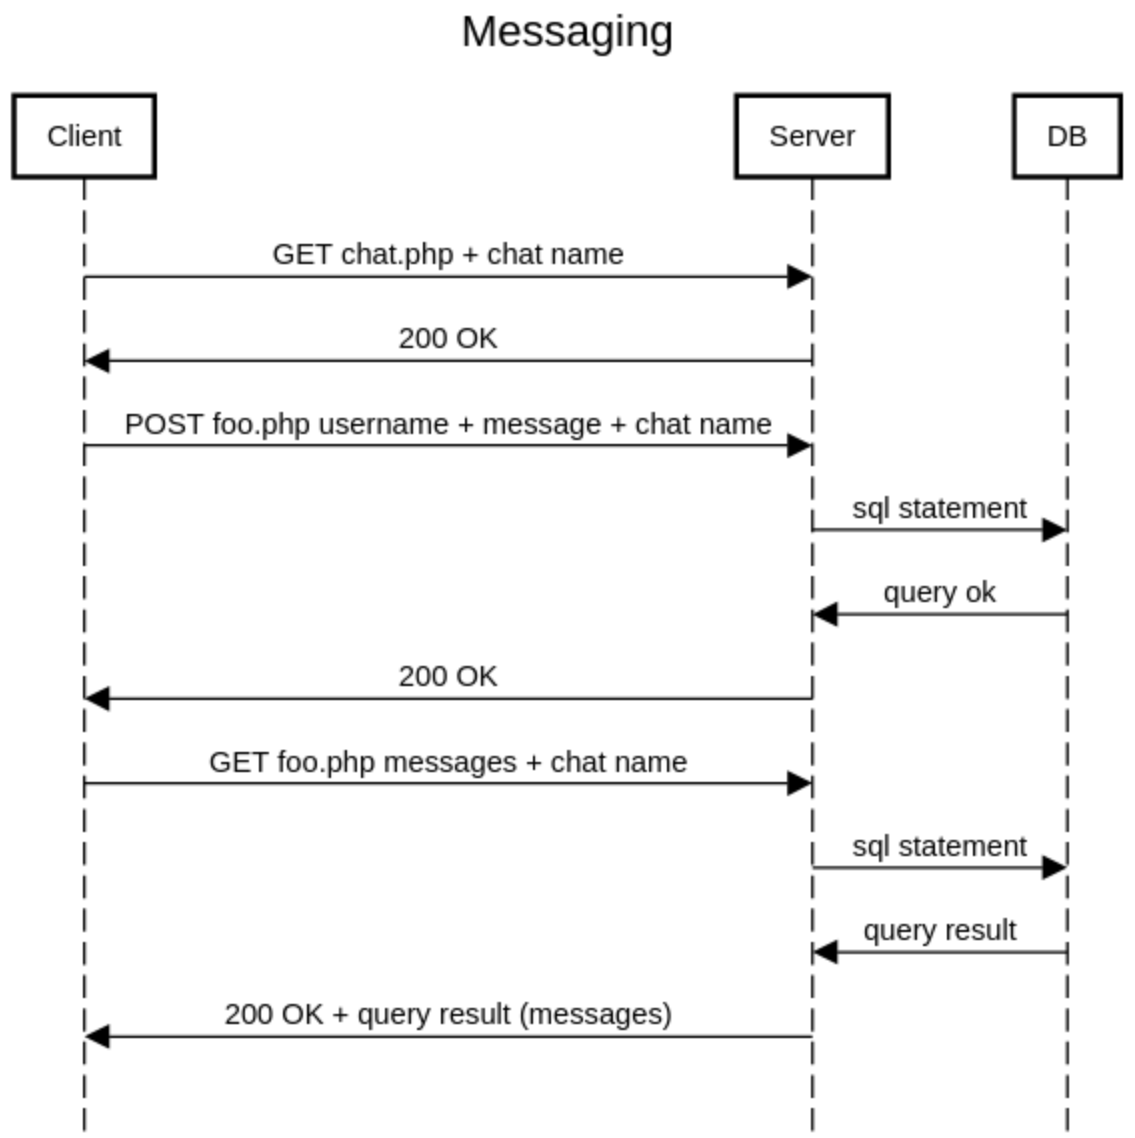 Messaging
Client
Server
DB
GET chat.php + chat name
200 OK
POST foo.php username + message + chat name
sql statement
query ok
200 OK
GET foo.php messages + chat name
sql statement
query result
200 OK + query result (messages)